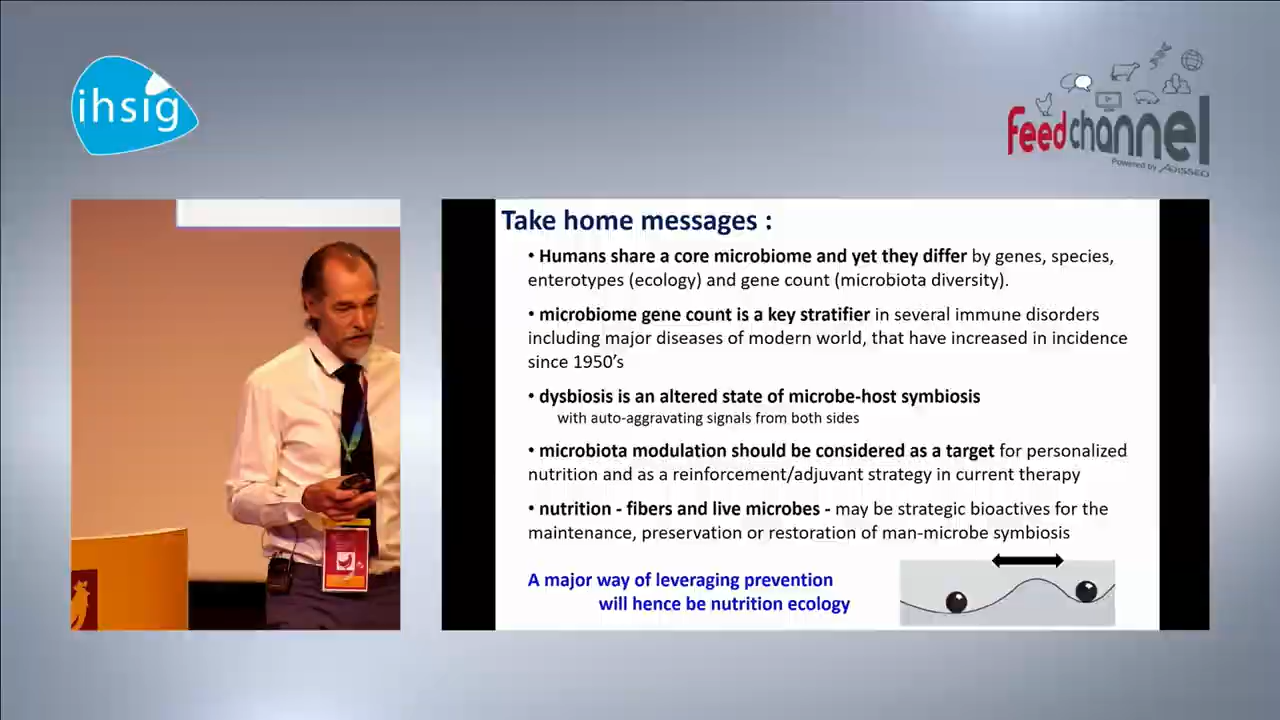 ihsig
feedchannel
Powered by ADISSEO
Take home messages :
• Humans share a core microbiome and yet they differ by genes, species,
enterotypes (ecology) and gene count (microbiota diversity).
• microbiome gene count is a key stratifier in several immune disorders
including major diseases of modern world, that have increased in incidence
since 1950's
• dysbiosis is an altered state of microbe-host symbiosis
with auto-aggravating signals from both sides
• microbiota modulation should be considered as a target for personalized
nutrition and as a reinforcement/adjuvant strategy in current therapy
• nutrition - fibers and live microbes - may be strategic bioactives for the
maintenance, preservation or restoration of man-microbe symbiosis
A major way of leveraging prevention
will hence be nutrition ecology